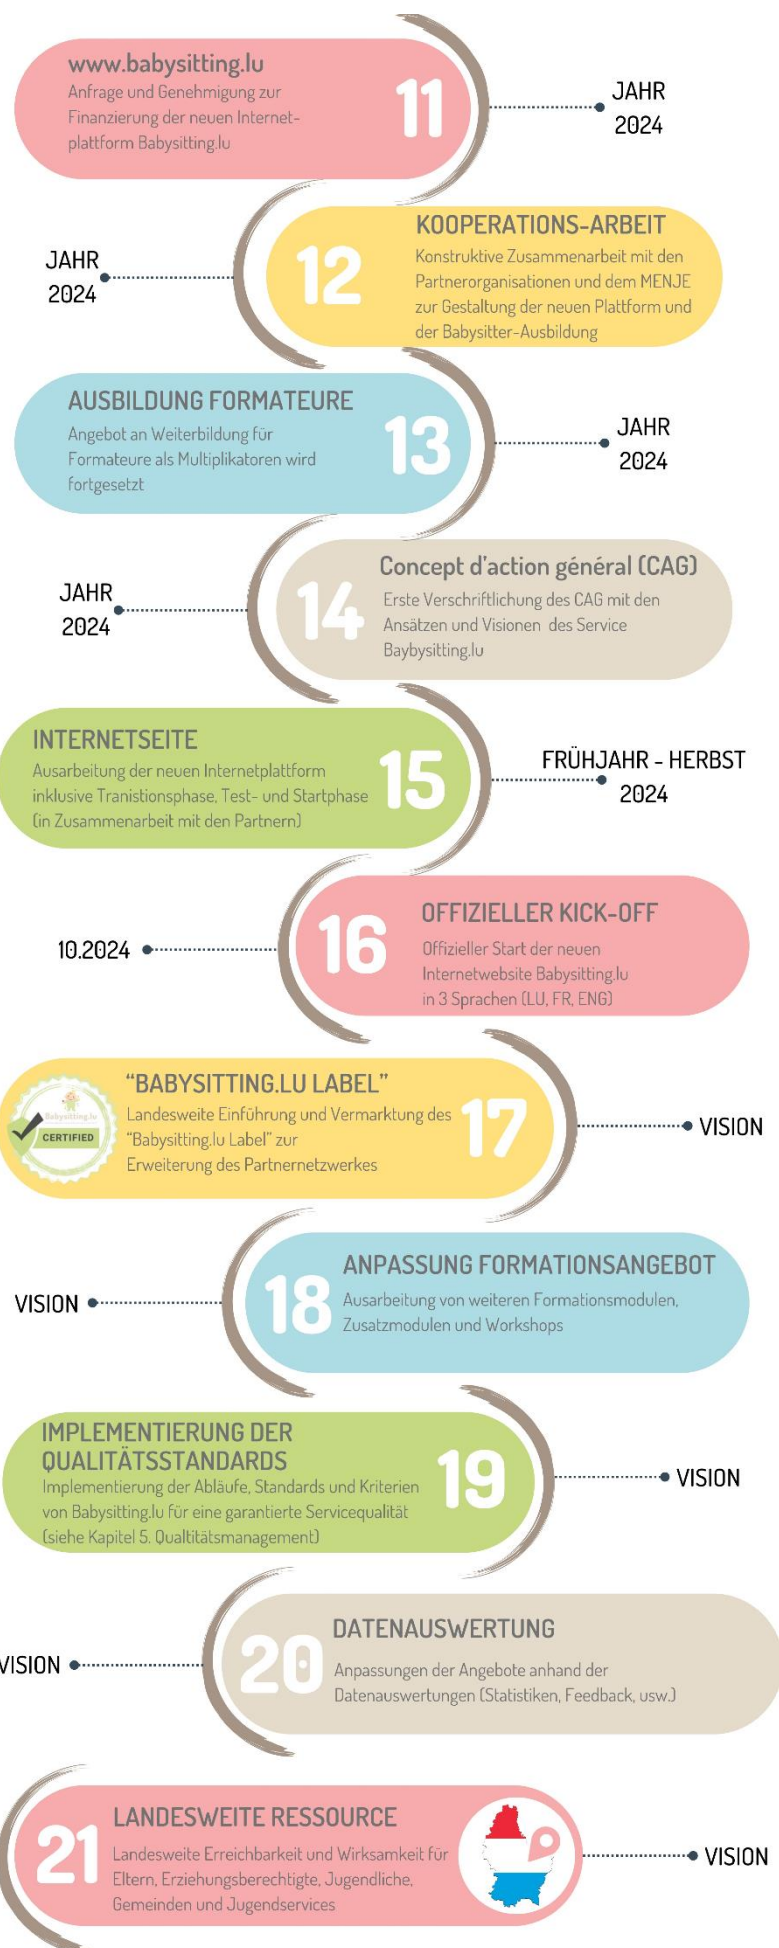 www.babysitting.lu
Anfrage und Genehmigung zur
Finanzierung der neuen Internet-
plattform Babysitting.lu
11
JAHR
2024
KOOPERATIONS-ARBEIT
Konstruktive Zusammenarbeit mit den
Partnerorganisationen und dem MENJE
zur Gestaltung der neuen Plattform und
der Babysitter-Ausbildung
12
JAHR
2024
AUSBILDUNG FORMATEURE
Angebot an Weiterbildung für
Formateure als Multiplikatoren wird
fortgesetzt
13
JAHR
2024
Concept d'action général (CAG)
Erste Verschriftlichung des CAG mit den
Ansätzen und Visionen des Service
Baybysitting.lu
14
JAHR
2024
INTERNETSEITE
Ausarbeitung der neuen Internetplattform
inklusive Tranistionsphase, Test- und Startphase
(in Zusammenarbeit mit den Partnern)
15
FRÜHJAHR - HERBST
2024
OFFIZIELLER KICK-OFF
Offizieller Start der neuen
Internetwebsite Babysitting.lu
in 3 Sprachen (LU, FR, ENG)
16
10.2024
Babysitting.lu
CERTIFIED
“BABYSITTING.LU LABEL”
Landesweite Einführung und Vermarktung des
“Babysitting.lu Label” zur
Erweiterung des Partnernetzwerkes
17
VISION
ANPASSUNG FORMATIONSANGEBOT
Ausarbeitung von weiteren Formationsmodulen,
Zusatzmodulen und Workshops
18
VISION
IMPLEMENTIERUNG DER
QUALITÄTSSTANDARDS
Implementierung der Abläufe, Standards und Kriterien
von Babysitting.lu für eine garantierte Servicequalität
(siehe Kapitel 5. Qualtitätsmanagement)
19
VISION
DATENAUSWERTUNG
Anpassungen der Angebote anhand der
Datenauswertungen (Statistiken, Feedback, usw.)
20
VISION
LANDESWEITE RESSOURCE
Landesweite Erreichbarkeit und Wirksamkeit für
Eltern, Erziehungsberechtigte, Jugendliche,
Gemeinden und Jugendservices
21
VISION